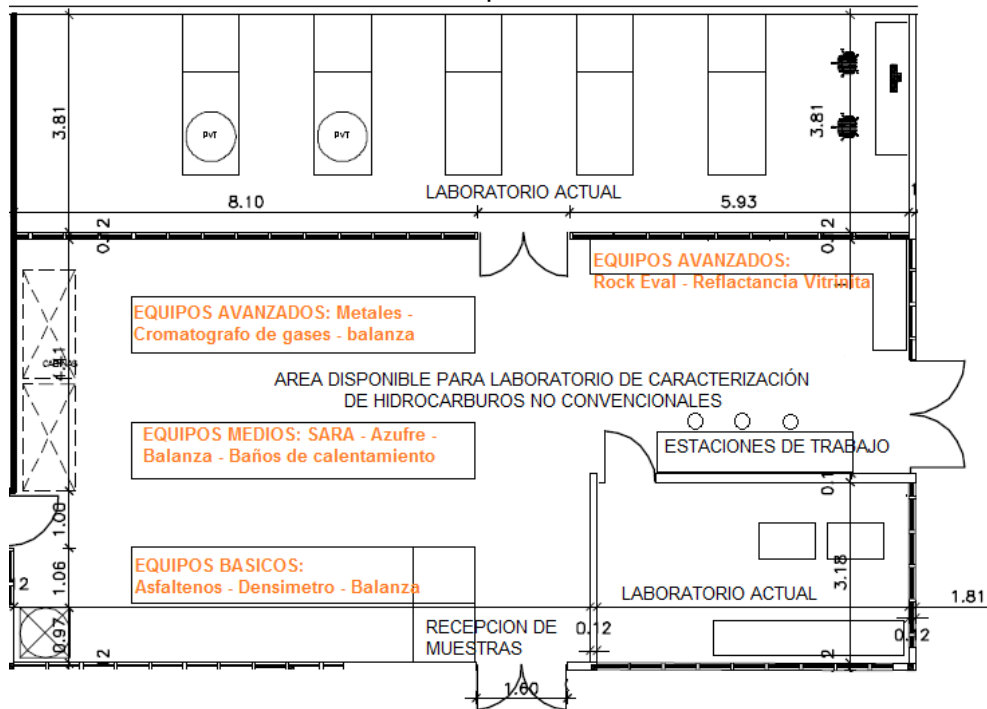 3.81
PVT
PVT
3.81
LABORATORIO ACTUAL
8.10
5.93
1
0.12
0.12
EQUIPOS AVANZADOS:
Rock Eval - Reflactancia Vitrinita
EQUIPOS AVANZADOS: Metales -
Cromatografo de gases - balanza
AREA DISPONIBLE PARA LABORATORIO DE CARACTERIZACIÓN
DE HIDROCARBUROS NO CONVENCIONALES
EQUIPOS MEDIOS: SARA - Azufre -
Balanza - Baños de calentamiento
ESTACIONES DE TRABAJO
0.1
1.00
EQUIPOS BASICOS:
Asfaltenos - Densimetro - Balanza
1.06
2
3.18
LABORATORIO ACTUAL
1.81
0.97
RECEPCION DE
MUESTRAS
0.12
0.12
2
2
1.60